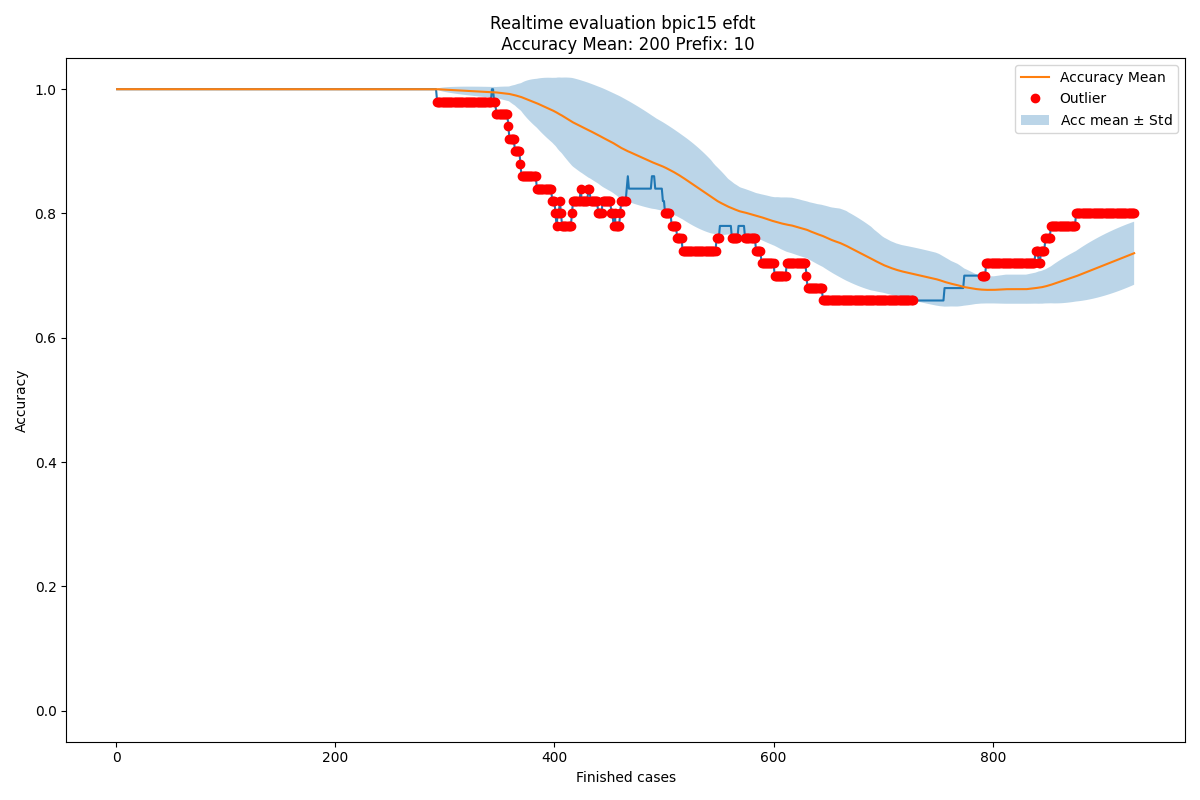 Realtime evaluation bpic15 efdt
Accuracy Mean: 200 Prefix: 10
Accuracy Mean
Outlier
Acc mean ± Std
1.0
0.8
0.6
0.4
0.2
0.0
Accuracy
0 200 400 600 800
Finished cases